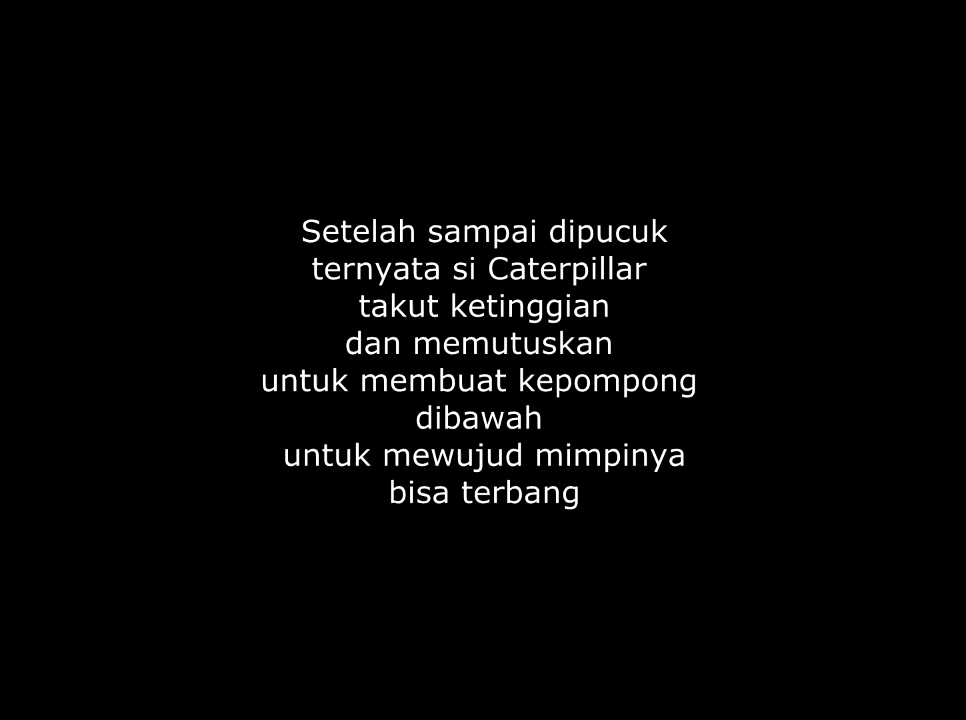 Setelah sampai dipucuk
ternyata si Caterpillar
takut ketinggian
dan memutuskan
untuk membuat kepompong
dibawah
untuk mewujud mimpinya
bisa terbang